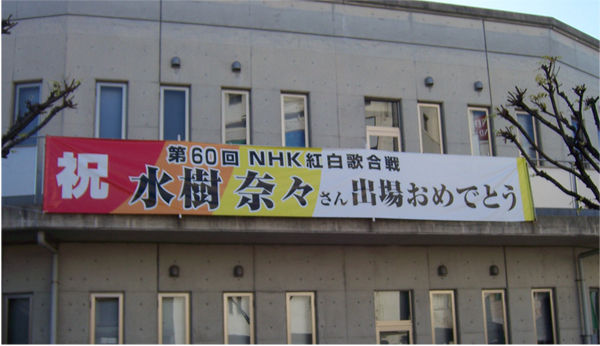 祝
第60回 NHK紅白歌合戦
水樹奈々さん出場おめでとう